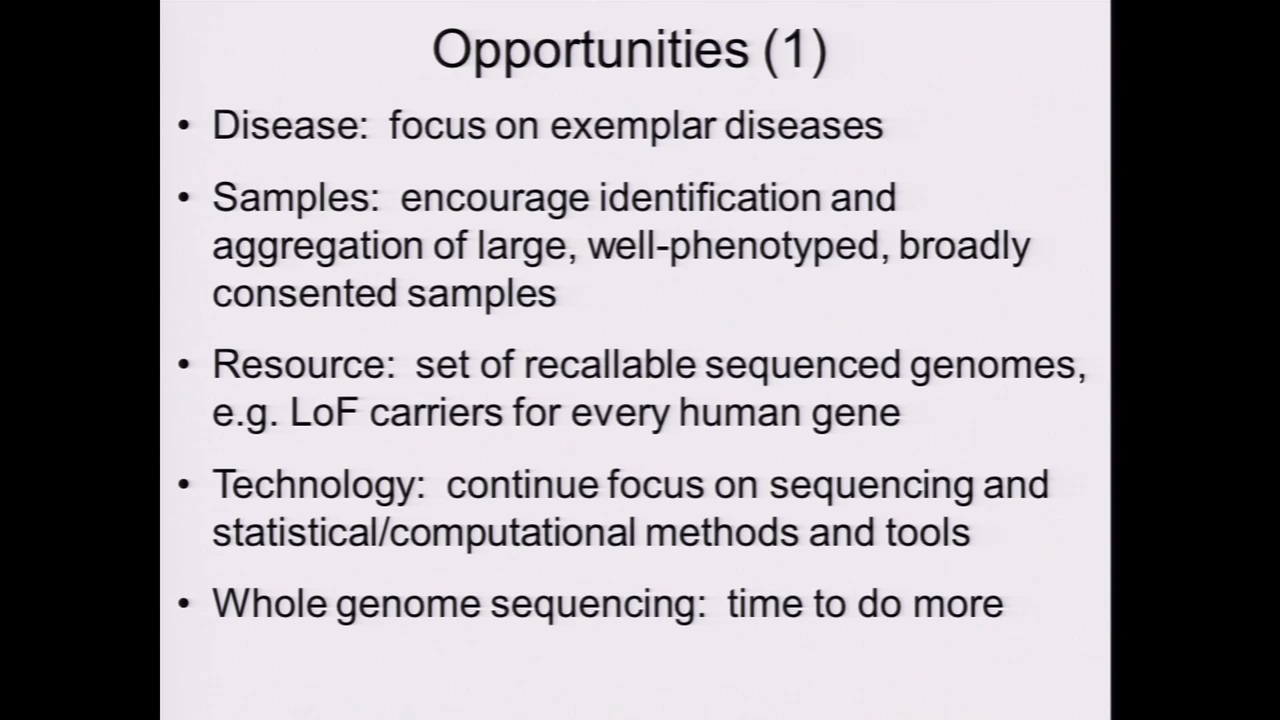 Opportunities (1)
• Disease: focus on exemplar diseases
• Samples: encourage identification and
aggregation of large, well-phenotyped, broadly
consented samples
• Resource: set of recallable sequenced genomes,
e.g. LoF carriers for every human gene
• Technology: continue focus on sequencing and
statistical/computational methods and tools
• Whole genome sequencing: time to do more